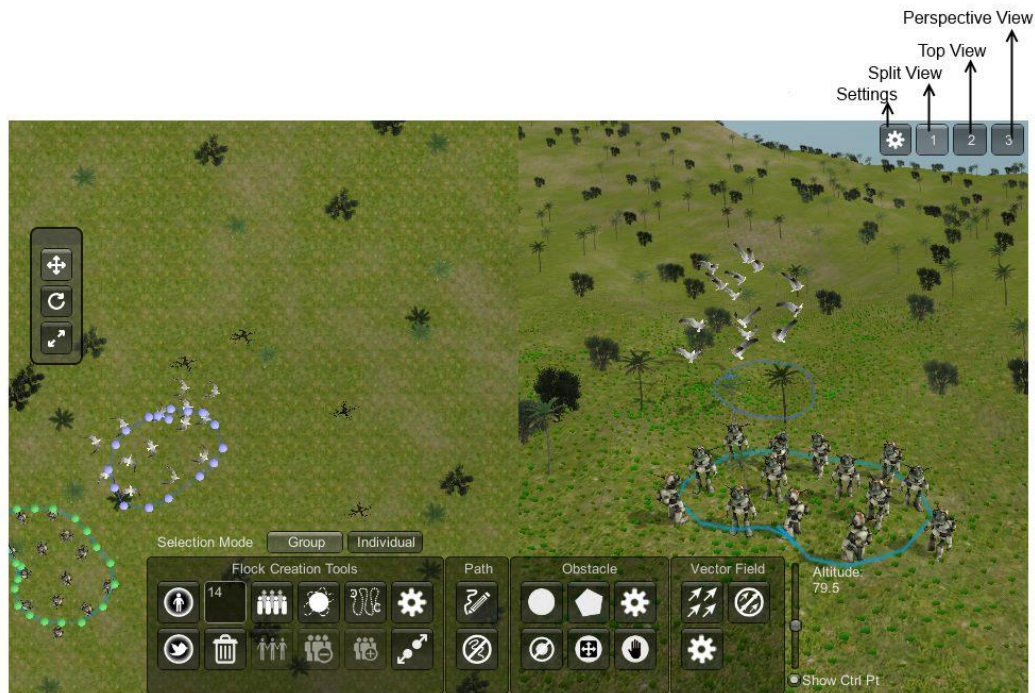 Perspective View
Top View
Split View
Settings
1 2 3
Selection Mode Group Individual
Flock Creation Tools Path Obstacle Vector Field
14
Altitude:
79.5
Show Ctrl Pt